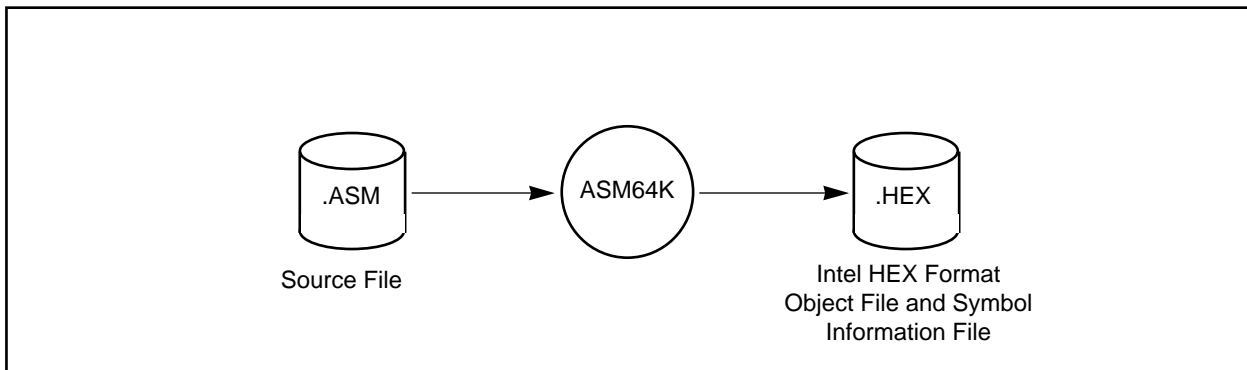 .ASM
ASM64K
.HEX
Source File
Intel HEX Format
Object File and Symbol
Information File